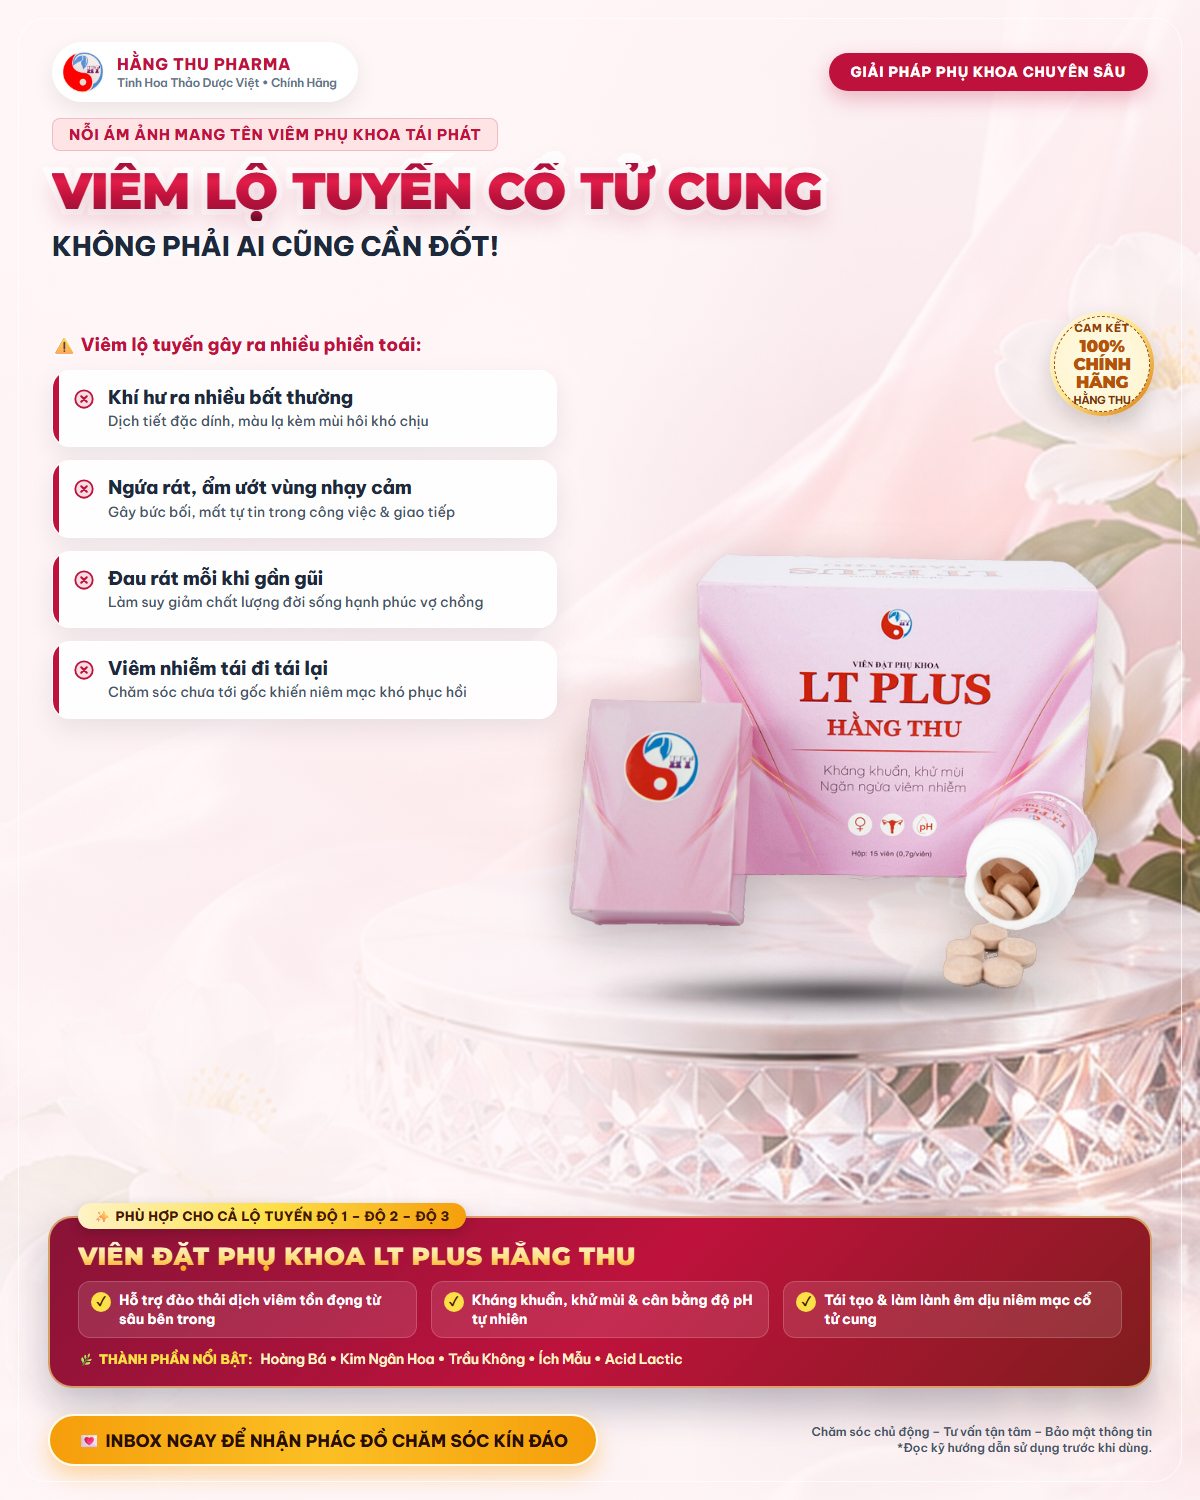 HẰNG THU PHARMA
Tinh Hoa Thảo Dược Việt • Chính Hãng
GIẢI PHÁP PHỤ KHOA CHUYÊN SÂU
NỖI ÁM ẢNH MANG TÊN VIÊM PHỤ KHOA TÁI PHÁT
VIÊM LỘ TUYẾN CỔ TỬ CUNG
KHÔNG PHẢI AI CŨNG CẦN ĐỐT!
CAM KẾT
100%
CHÍNH
HÃNG
HẰNG THU
Viêm lộ tuyến gây ra nhiều phiền toái:
Khí hư ra nhiều bất thường
Dịch tiết đặc dính, màu lạ kèm mùi hôi khó chịu
Ngứa rát, ẩm ướt vùng nhạy cảm
Gây bức bối, mất tự tin trong công việc & giao tiếp
Đau rát mỗi khi gần gũi
Làm suy giảm chất lượng đời sống hạnh phúc vợ chồng
Viêm nhiễm tái đi tái lại
Chăm sóc chưa tới gốc khiến niêm mạc khó phục hồi
LT PLUS
VIÊN ĐẶT PHỤ KHOA
LT PLUS
HẰNG THU
Kháng khuẩn, khử mùi
Ngăn ngừa viêm nhiễm
pH
Hộp: 15 viên (0,7g/viên)
PHÙ HỢP CHO CẢ LỘ TUYẾN ĐỘ 1 – ĐỘ 2 – ĐỘ 3
VIÊN ĐẶT PHỤ KHOA LT PLUS HẰNG THU
Hỗ trợ đào thải dịch viêm tồn đọng từ
sâu bên trong
Kháng khuẩn, khử mùi & cân bằng độ pH
tự nhiên
Tái tạo & làm lành êm dịu niêm mạc cổ
tử cung
THÀNH PHẦN NỔI BẬT: Hoàng Bá • Kim Ngân Hoa • Trầu Không • Ích Mẫu • Acid Lactic
INBOX NGAY ĐỂ NHẬN PHÁC ĐỒ CHĂM SÓC KÍN ĐÁO
Chăm sóc chủ động – Tư vấn tận tâm – Bảo mật thông tin
*Đọc kỹ hướng dẫn sử dụng trước khi dùng.